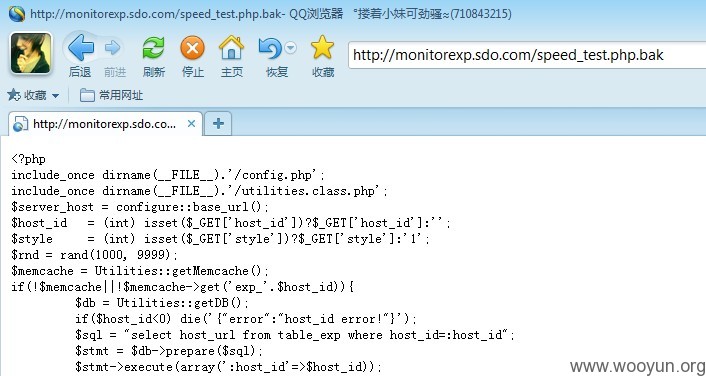 http://monitorexp.sdo.com/speed_test.php.bak- QQ浏览器 “搂着小妹可劲骚≈(710843215)
后退 前进 刷新 停止 主页 恢复 收藏 http://monitorexp.sdo.com/speed_test.php.bak
收藏 常用网址
http://monitorexp.sdo.co...
<?php
include_once dirname(__FILE__).'/config.php';
include_once dirname(__FILE__).'/utilities.class.php';
$server_host = configure::base_url();
$host_id = (int) isset($_GET['host_id'])?$_GET['host_id']:'';
$style = (int) isset($_GET['style'])?$_GET['style']:'1';
$rnd = rand(1000, 9999);
$memcache = Utilities::getMemcache();
if(!$memcache||!$memcache->get('exp_'.$host_id)){
$db = Utilities::getDB();
if($host_id<0) die('{"error":"host_id error!"}');
$sql = "select host_url from table_exp where host_id=:host_id";
$stmt = $db->prepare($sql);
$stmt->execute(array(':host_id'=>$host_id));
www.wooyun.org